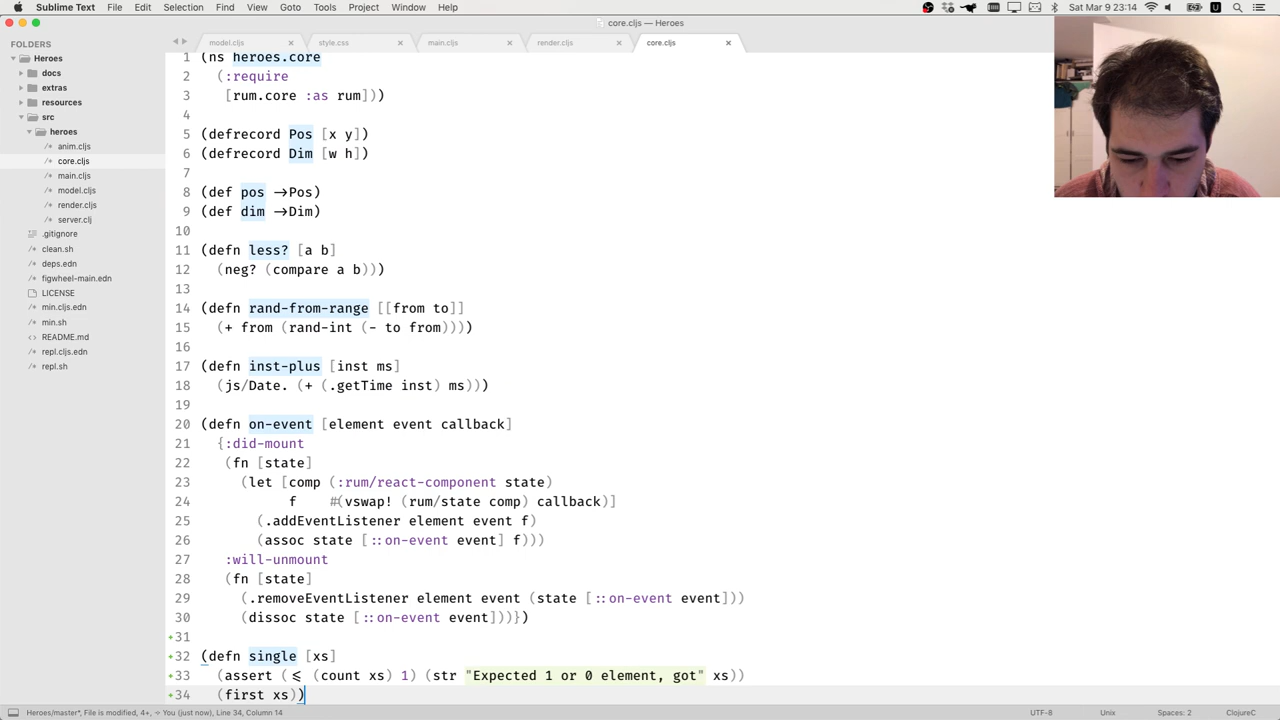 Sublime Text File Edit Selection Find View Goto Tools Project Window Help
Sat Mar 9 23:14
core.cljs — Heroes
FOLDERS
Heroes
docs
extras
resources
src
heroes
anim.cljs
core.cljs
main.cljs
model.cljs
render.cljs
server.clj
.gitignore
clean.sh
deps.edn
figwheel-main.edn
LICENSE
min.cljs.edn
min.sh
README.md
repl.cljs.edn
repl.sh
model.cljs style.css main.cljs render.cljs core.cljs
1 (ns heroes.core
2 (:require
3 [rum.core :as rum]))
4
5 (defrecord Pos [x y])
6 (defrecord Dim [w h])
7
8 (def pos ->Pos)
9 (def dim ->Dim)
10
11 (defn less? [a b]
12 (neg? (compare a b)))
13
14 (defn rand-from-range [[from to]]
15 (+ from (rand-int (- to from))))
16
17 (defn inst-plus [inst ms]
18 (js/Date. (+ (.getTime inst) ms)))
19
20 (defn on-event [element event callback]
21 {:did-mount
22 (fn [state]
23 (let [comp (:rum/react-component state)
24 f #(vswap! (rum/state comp) callback)]
25 (.addEventListener element event f)
26 (assoc state [::on-event event] f)))
27 :will-unmount
28 (fn [state]
29 (.removeEventListener element event (state [::on-event event]))
30 (dissoc state [::on-event event]))})
31
32 (defn single [xs]
33 (assert (<= (count xs) 1) (str "Expected 1 or 0 element, got" xs))
34 (first xs))
Heroes/master*, File is modified, 4+, ÷ You (just now), Line 34, Column 14
UTF-8 Unix Spaces: 2 ClojureC